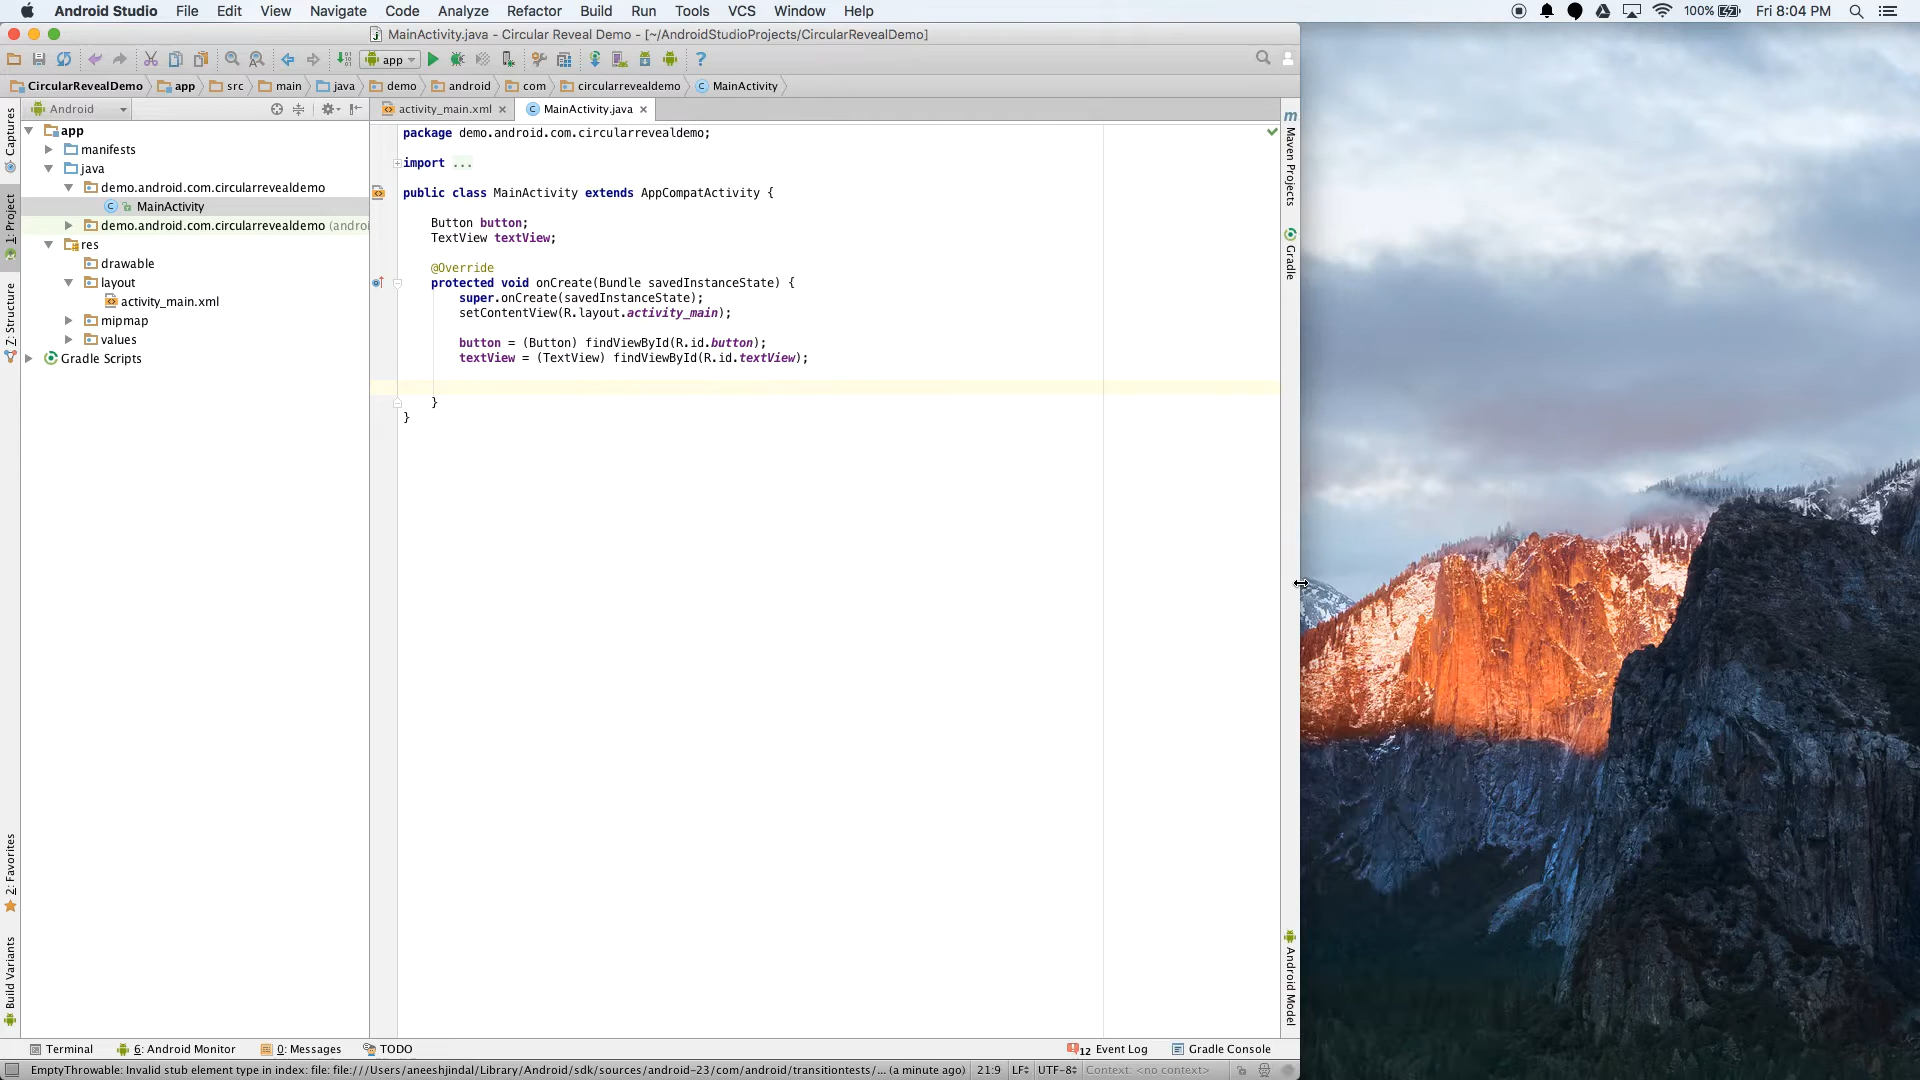 Android Studio File Edit View Navigate Code Analyze Refactor Build Run Tools VCS Window Help 100% Fri 8:04 PM
MainActivity.java - Circular Reveal Demo - [~/AndroidStudioProjects/CircularRevealDemo]
app ?
CircularRevealDemo app src main java demo android com circularrevealdemo MainActivity
Android activity_main.xml MainActivity.java
app
manifests
java
demo.android.com.circularrevealdemo
MainActivity
demo.android.com.circularrevealdemo (androi
res
drawable
layout
activity_main.xml
mipmap
values
Gradle Scripts
Captures
1: Project
7: Structure
2: Favorites
Build Variants
package demo.android.com.circularrevealdemo;
import ...
public class MainActivity extends AppCompatActivity {
Button button;
TextView textView;
@Override
protected void onCreate(Bundle savedInstanceState) {
super.onCreate(savedInstanceState);
setContentView(R.layout.activity_main);
button = (Button) findViewById(R.id.button);
textView = (TextView) findViewById(R.id.textView);
}
}
m Maven Projects
Gradle
Android Model
Terminal 6: Android Monitor 0: Messages TODO 12 Event Log Gradle Console
EmptyThrowable: Invalid stub element type in index: file: file:///Users/aneeshjindal/Library/Android/sdk/sources/android-23/com/android/transitiontests/... (a minute ago) 21:9 LF UTF-8 Context: <no context>